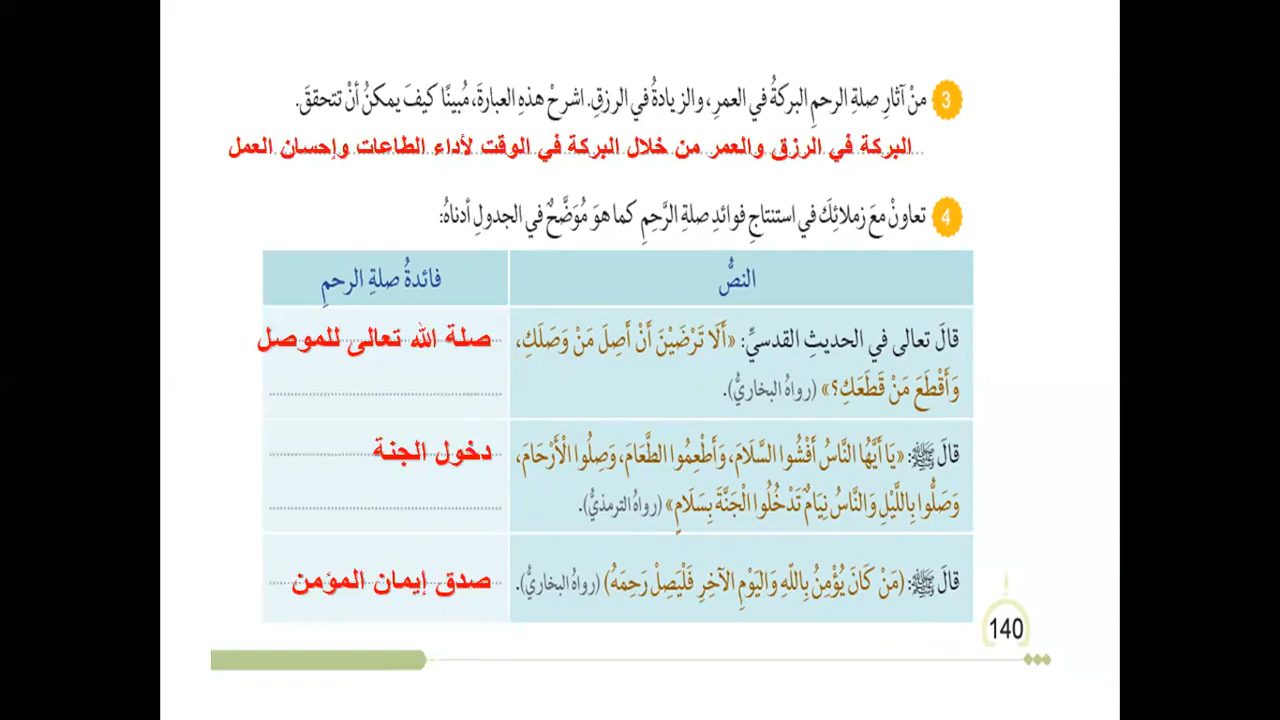 3 منْ آثارِ صلةِ الرحمِ البركةُ في العمرِ، والزيادةُ في الرزقِ. اشرحْ هذهِ العبارةَ، مُبينًا كيفَ يمكنُ أنْ تتحققَ.
البركة في الرزق والعمر من خلال البركة في الوقت لأداء الطاعات وإحسان العمل
4 تعاونْ معَ زملائِكَ في استنتاجِ فوائدِ صلةِ الرَّحِمِ كما هوَ مُوَضَّحٌ في الجدولِ أدناهُ:
النصُّ
فائدةُ صلةِ الرحمِ
قالَ تعالى في الحديثِ القدسيِّ: «أَلَا تَرْضَيْنَ أَنْ أَصِلَ مَنْ وَصَلَكِ،
وَأَقْطَعَ مَنْ قَطَعَكِ؟» (رواهُ البخاريُّ).
صلة الله تعالى للموصل
قالَ ﷺ: «يَا أَيُّهَا النَّاسُ أَفْشُوا السَّلَامَ، وَأَطْعِمُوا الطَّعَامَ، وَصِلُوا الْأَرْحَامَ،
وَصَلُّوا بِاللَّيْلِ وَالنَّاسُ نِيَامٌ تَدْخُلُوا الْجَنَّةَ بِسَلَامٍ» (رواهُ الترمذيُّ).
دخول الجنة
قالَ ﷺ: (مَنْ كَانَ يُؤْمِنُ بِاللَّهِ وَالْيَوْمِ الآخِرِ فَلْيَصِلْ رَحِمَهُ) (رواهُ البخاريُّ).
صدق إيمان المؤمن
140